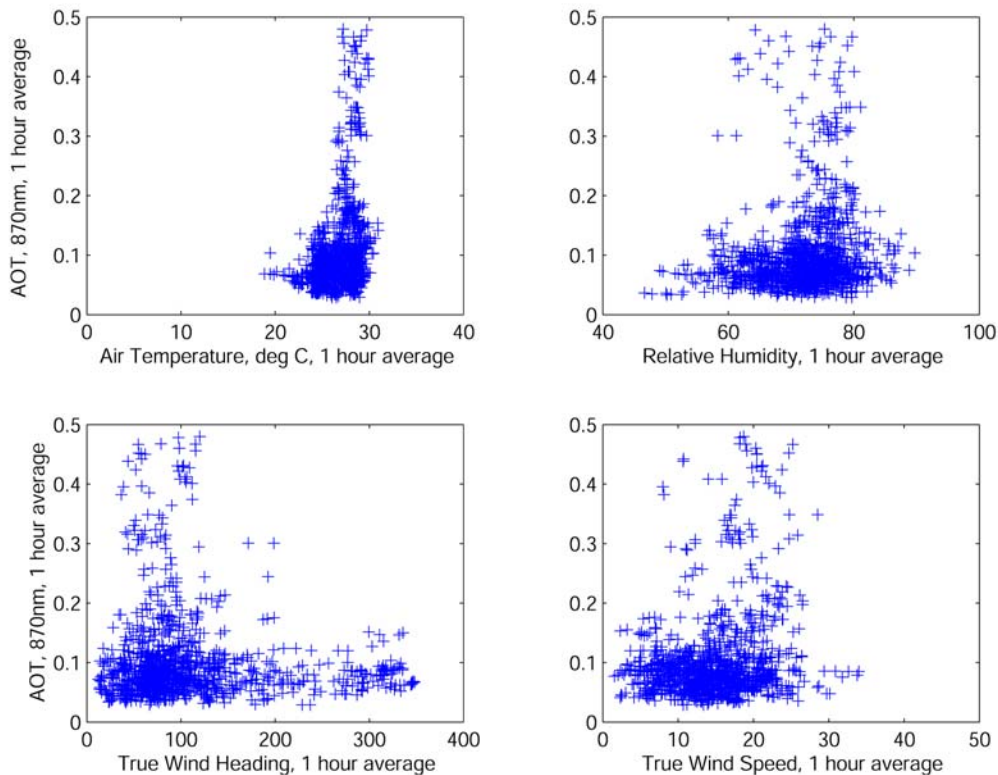 0.5
0.4
0.3
0.2
0.1
0
AOT, 870nm, 1 hour average
0 10 20 30 40
Air Temperature, deg C, 1 hour average
0.5
0.4
0.3
0.2
0.1
0
40 60 80 100
Relative Humidity, 1 hour average
0.5
0.4
0.3
0.2
0.1
0
AOT, 870nm, 1 hour average
0 100 200 300 400
True Wind Heading, 1 hour average
0.5
0.4
0.3
0.2
0.1
0
0 10 20 30 40 50
True Wind Speed, 1 hour average